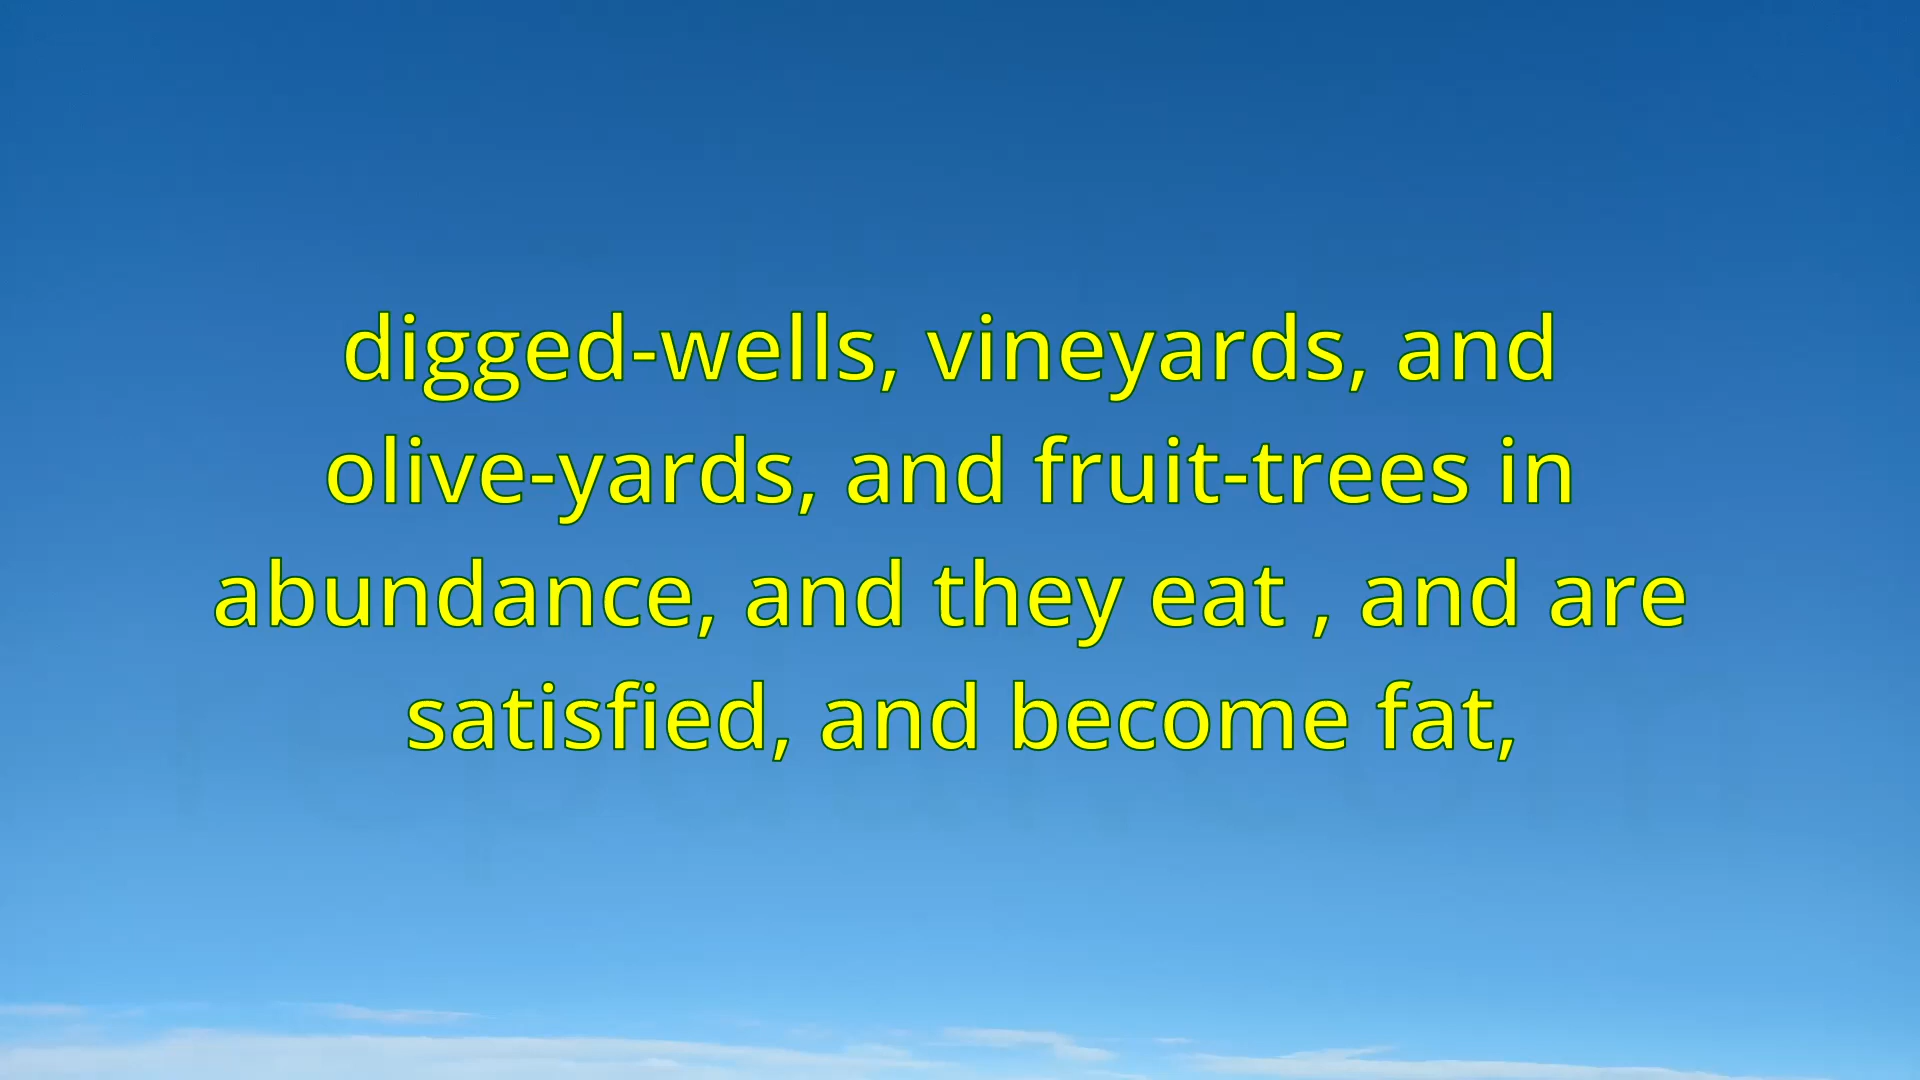 digged-wells, vineyards, and
olive-yards, and fruit-trees in
abundance, and they eat , and are
satisfied, and become fat,